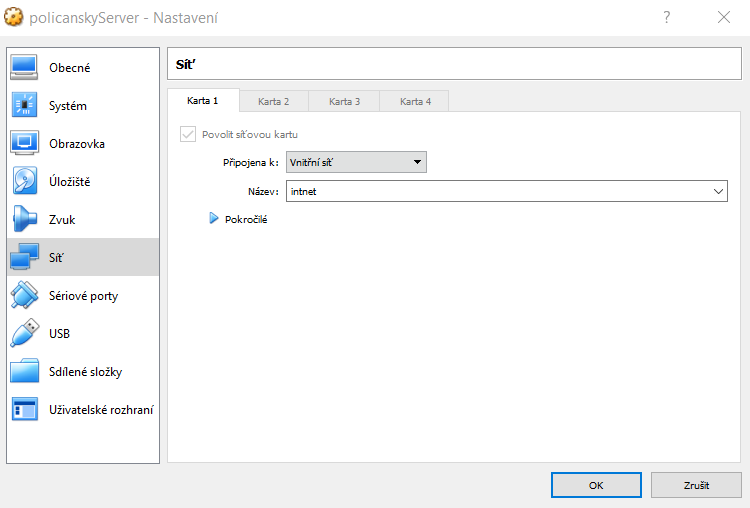 policanskyServer - Nastavení
?
Obecné
Systém
Obrazovka
Úložiště
Zvuk
Síť
Sériové porty
USB
Sdílené složky
Uživatelské rozhraní
Síť
Karta 1 Karta 2 Karta 3 Karta 4
Povolit síťovou kartu
Připojena k: Vnitřní síť
Název: intnet
Pokročilé
OK Zrušit